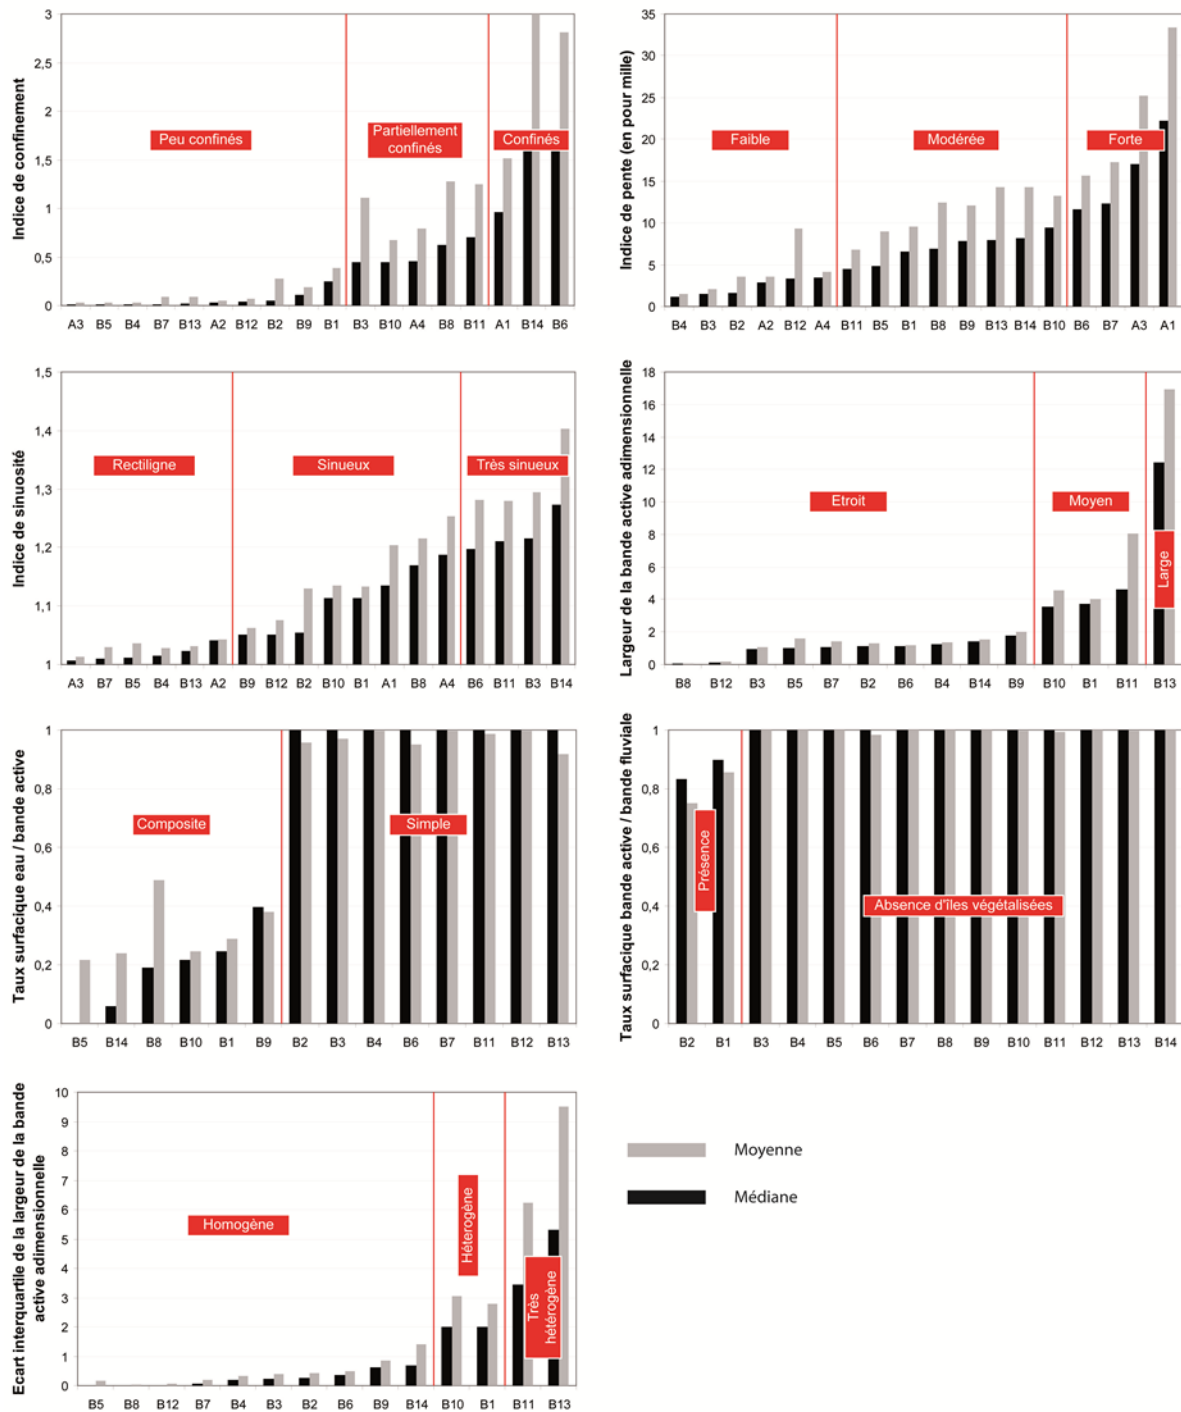 Indice de confinement
3
2,5
2
1,5
1
0,5
0
Peu confinés
Partiellement
confinés
Confinés
A3 B5 B4 B7 B13 A2 B12 B2 B9 B1 B3 B10 A4 B8 B11 A1 B14 B6
Indice de pente (en pour mille)
35
30
25
20
15
10
5
0
Faible
Modérée
Forte
B4 B3 B2 A2 B12 A4 B11 B5 B1 B8 B9 B13 B14 B10 B6 B7 A3 A1
Indice de sinuosité
1,5
1,4
1,3
1,2
1,1
1
Rectiligne
Sinueux
Très sinueux
A3 B7 B5 B4 B13 A2 B9 B12 B2 B10 B1 A1 B8 A4 B6 B11 B3 B14
Largeur de la bande active adimensionnelle
18
16
14
12
10
8
6
4
2
0
Etroit
Moyen
Large
B8 B12 B3 B5 B7 B2 B6 B4 B14 B9 B10 B1 B11 B13
Taux surfacique eau / bande active
1
0,8
0,6
0,4
0,2
0
Composite
Simple
B5 B14 B8 B10 B1 B9 B2 B3 B4 B6 B7 B11 B12 B13
Taux surfacique bande active / bande fluviale
1
0,8
0,6
0,4
0,2
0
Présence
Absence d'îles végétalisées
B2 B1 B3 B4 B5 B6 B7 B8 B9 B10 B11 B12 B13 B14
Ecart interquartile de la largeur de la bande
active adimensionnelle
10
9
8
7
6
5
4
3
2
1
0
Homogène
Hétérogène
Très
hétérogène
B5 B8 B12 B7 B4 B3 B2 B6 B9 B14 B10 B1 B11 B13
Moyenne
Médiane